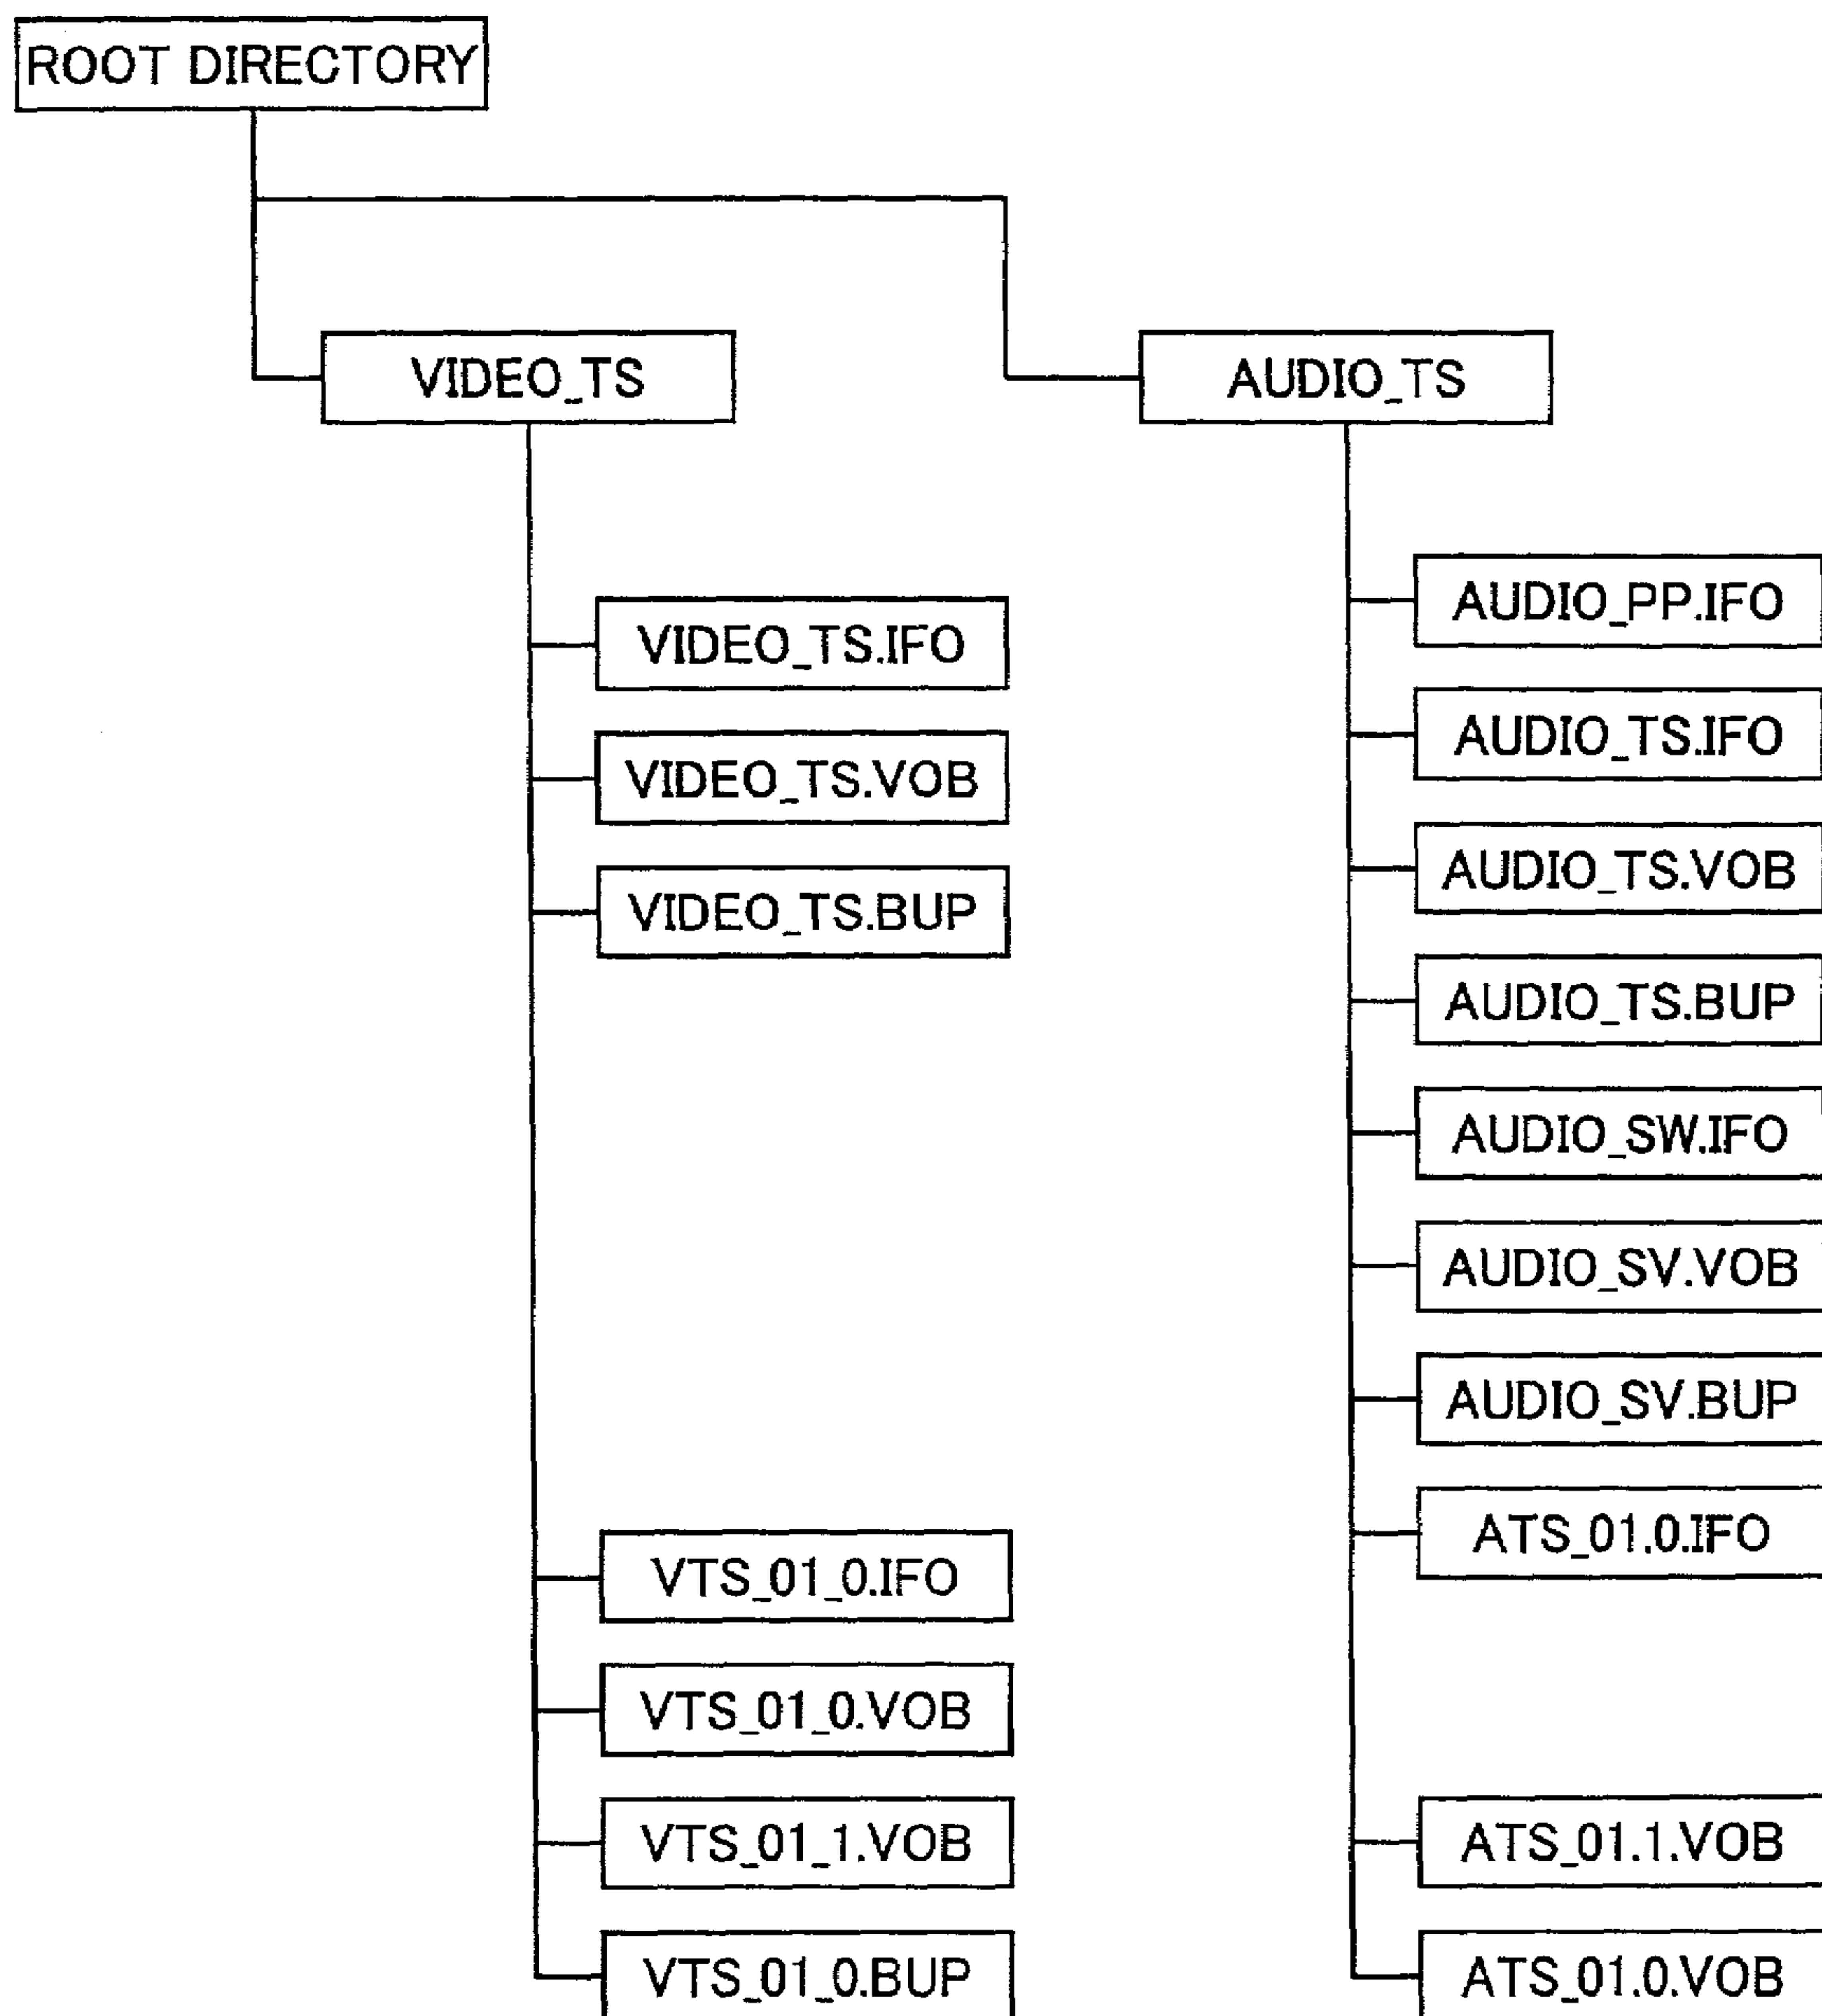 ROOT DIRECTORY
VIDEO_TS
AUDIO_TS
VIDEO_TS.IFO
VIDEO_TS.VOB
VIDEO_TS.BUP
VTS_01_0.IFO
VTS_01_0.VOB
VTS_01_1.VOB
VTS_01_0.BUP
AUDIO_PP.IFO
AUDIO_TS.IFO
AUDIO_TS.VOB
AUDIO_TS.BUP
AUDIO_SW.IFO
AUDIO_SV.VOB
AUDIO_SV.BUP
ATS_01.0.IFO
ATS_01.1.VOB
ATS_01.0.VOB